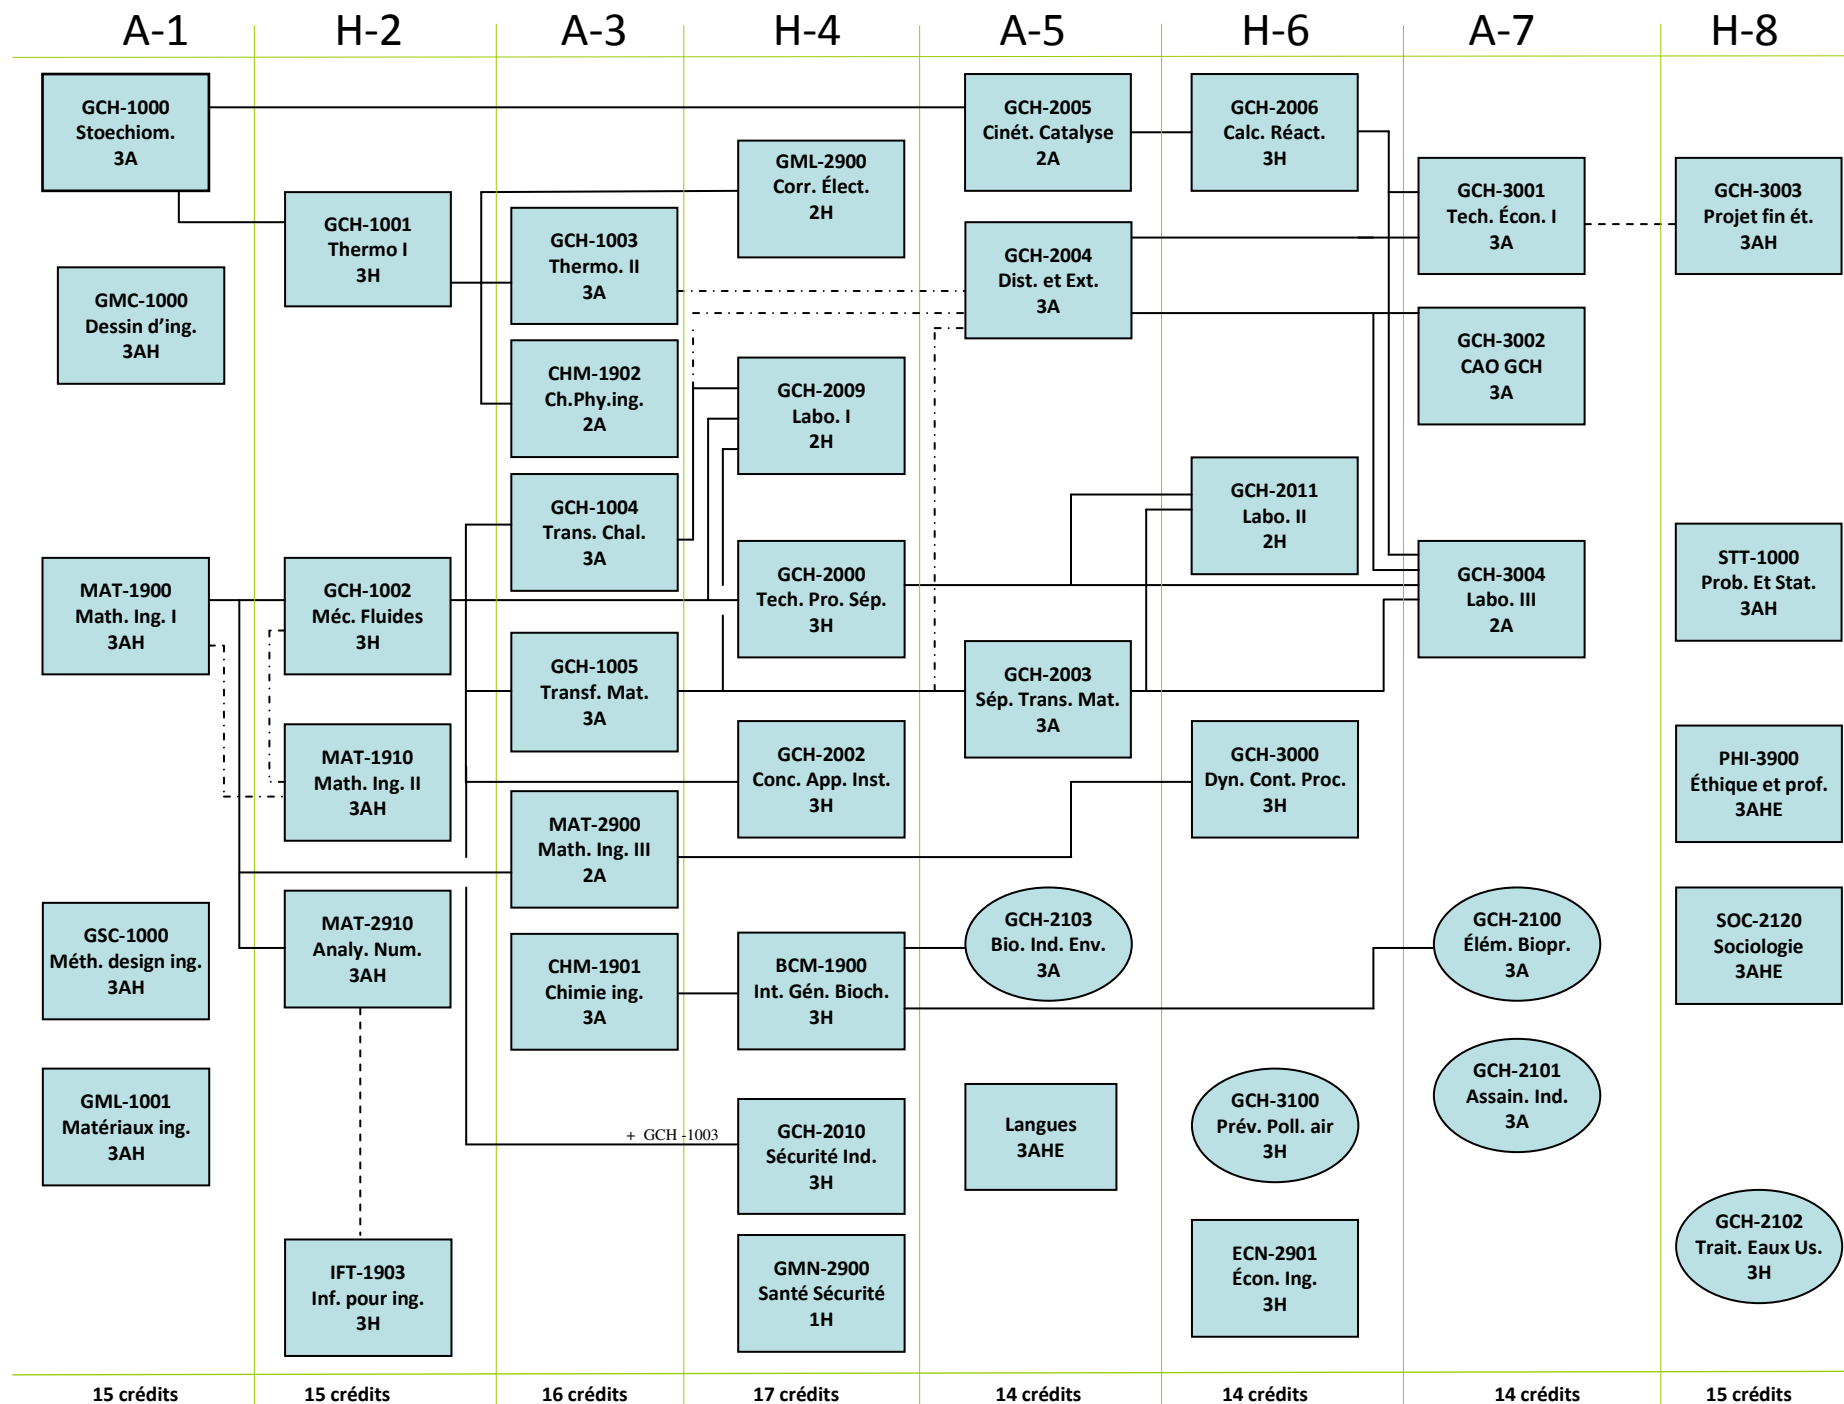 A-1
H-2
A-3
H-4
A-5
H-6
A-7
H-8
GCH-1000
Stoechiom.
3A
GMC-1000
Dessin d’ing.
3AH
MAT-1900
Math. Ing. I
3AH
GSC-1000
Méth. design ing.
3AH
GML-1001
Matériaux ing.
3AH
15 crédits
GCH-1001
Thermo I
3H
GCH-1002
Méc. Fluides
3H
MAT-1910
Math. Ing. II
3AH
MAT-2910
Analy. Num.
3AH
IFT-1903
Inf. pour ing.
3H
15 crédits
GCH-1003
Thermo. II
3A
CHM-1902
Ch.Phy.ing.
2A
GCH-1004
Trans. Chal.
3A
GCH-1005
Transf. Mat.
3A
MAT-2900
Math. Ing. III
2A
CHM-1901
Chimie ing.
3A
+ GCH -1003
16 crédits
GML-2900
Corr. Élect.
2H
GCH-2009
Labo. I
2H
GCH-2000
Tech. Pro. Sép.
3H
GCH-2002
Conc. App. Inst.
3H
BCM-1900
Int. Gén. Bioch.
3H
GCH-2010
Sécurité Ind.
3H
GMN-2900
Santé Sécurité
1H
17 crédits
GCH-2005
Cinét. Catalyse
2A
GCH-2004
Dist. et Ext.
3A
GCH-2003
Sép. Trans. Mat.
3A
GCH-2103
Bio. Ind. Env.
3A
Langues
3AHE
14 crédits
GCH-2006
Calc. Réact.
3H
GCH-2011
Labo. II
2H
GCH-3000
Dyn. Cont. Proc.
3H
GCH-3100
Prév. Poll. air
3H
ECN-2901
Écon. Ing.
3H
14 crédits
GCH-3001
Tech. Écon. I
3A
GCH-3002
CAO GCH
3A
GCH-3004
Labo. III
2A
GCH-2100
Élém. Biopr.
3A
GCH-2101
Assain. Ind.
3A
14 crédits
GCH-3003
Projet fin ét.
3AH
STT-1000
Prob. Et Stat.
3AH
PHI-3900
Éthique et prof.
3AHE
SOC-2120
Sociologie
3AHE
GCH-2102
Trait. Eaux Us.
3H
15 crédits